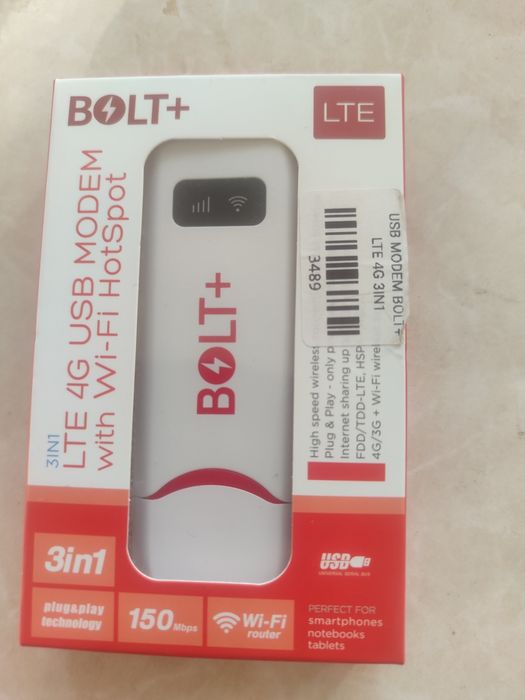 BOLT+
LTE
3IN1
LTE 4G USB MODEM
with Wi-Fi HotSpot
BOLT+
USB MODEM BOLT+
LTE 4G 3IN1
3489
High speed wireless
Plug & Play - only p
Internet sharing up
FDD/TDD-LTE, HSP
4G/3G + Wi-Fi wire
3in1
plug&play
technology
150 Mbps
Wi-Fi
router
USB
UNIVERSAL SERIAL BUS
PERFECT FOR
smartphones
notebooks
tablets